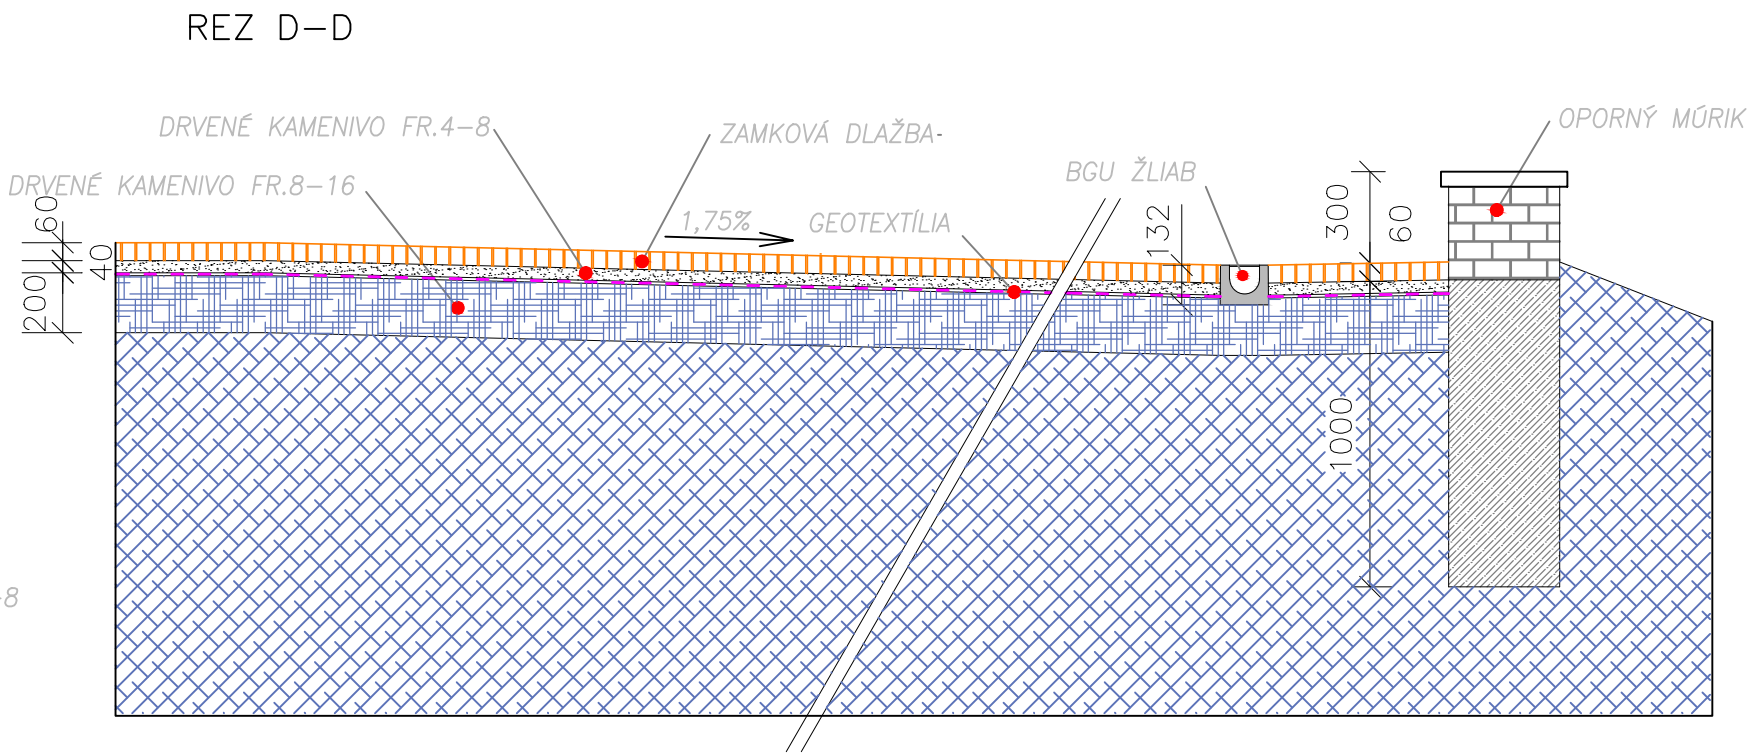 REZ D-D
DRVENÉ KAMENIVO FR.4-8
ZAMKOVÁ DLAŽBA-
OPORNÝ MÚRIK
DRVENÉ KAMENIVO FR.8-16
BGU ŽLIAB
1,75%
GEOTEXTÍLIA
60
40
200
132
300
60
1000
-8